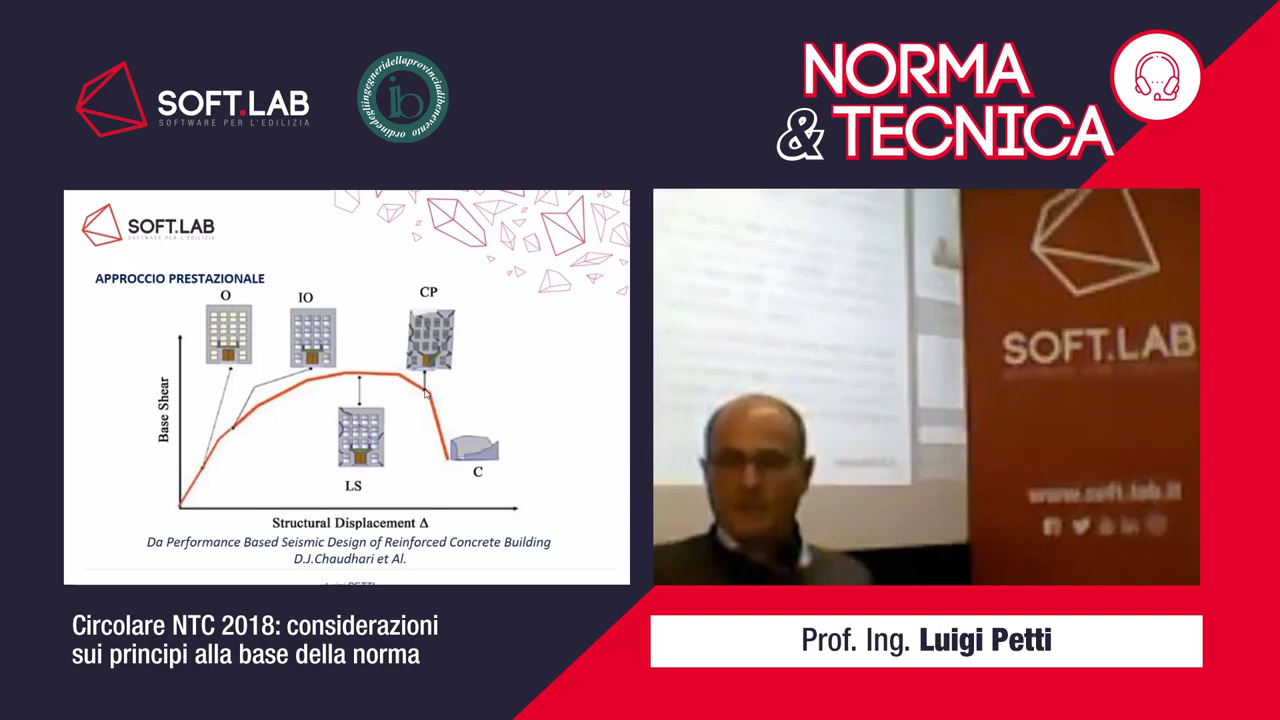 SOFT.LAB
SOFTWARE PER L'EDILIZIA
ordinedegliingegneridellaprovinciadibenevento
ib
NORMA
& TECNICA
SOFT.LAB
SOFTWARE PER L'EDILIZIA
APPROCCIO PRESTAZIONALE
O
IO
CP
Base Shear
LS
C
Structural Displacement Δ
Da Performance Based Seismic Design of Reinforced Concrete Building
D.J.Chaudhari et Al.
SOFT.LAB
www.soft.lab.it
Circolare NTC 2018: considerazioni
sui principi alla base della norma
Prof. Ing. Luigi Petti